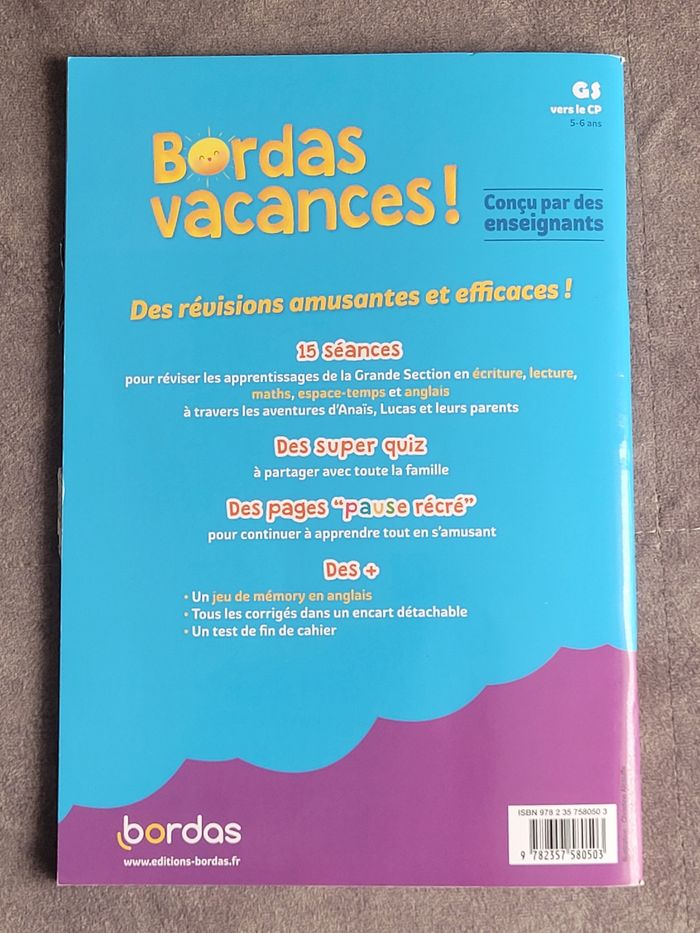 GS
vers le CP
5-6 ans
Bordas
vacances !
Conçu par des
enseignants
Des révisions amusantes et efficaces !
15 séances
pour réviser les apprentissages de la Grande Section en écriture, lecture,
maths, espace-temps et anglais
à travers les aventures d'Anaïs, Lucas et leurs parents
Des super quiz
à partager avec toute la famille
Des pages "pause récré"
pour continuer à apprendre tout en s'amusant
Des +
• Un jeu de mémory en anglais
• Tous les corrigés dans un encart détachable
• Un test de fin de cahier
bordas
www.editions-bordas.fr
ISBN 978 2 35 758050 3
9 782357 580503